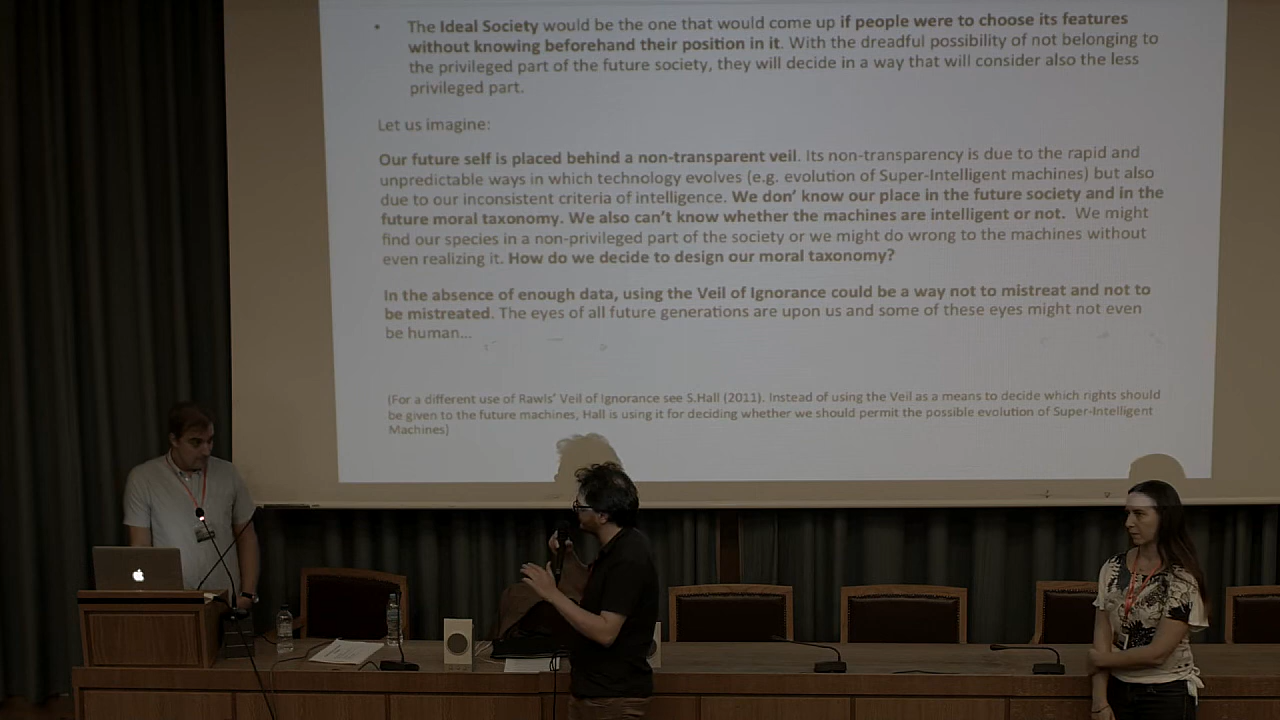 • The Ideal Society would be the one that would come up if people were to choose its features
without knowing beforehand their position in it. With the dreadful possibility of not belonging to
the privileged part of the future society, they will decide in a way that will consider also the less
privileged part.
Let us imagine:
Our future self is placed behind a non-transparent veil. Its non-transparency is due to the rapid and
unpredictable ways in which technology evolves (e.g. evolution of Super-Intelligent machines) but also
due to our inconsistent criteria of intelligence. We don' know our place in the future society and in the
future moral taxonomy. We also can't know whether the machines are intelligent or not. We might
find our species in a non-privileged part of the society or we might do wrong to the machines without
even realizing it. How do we decide to design our moral taxonomy?
In the absence of enough data, using the Veil of Ignorance could be a way not to mistreat and not to
be mistreated. The eyes of all future generations are upon us and some of these eyes might not even
be human...
(For a different use of Rawls' Veil of Ignorance see S.Hall (2011). Instead of using the Veil as a means to decide which rights should
be given to the future machines, Hall is using it for deciding whether we should permit the possible evolution of Super-Intelligent
Machines)